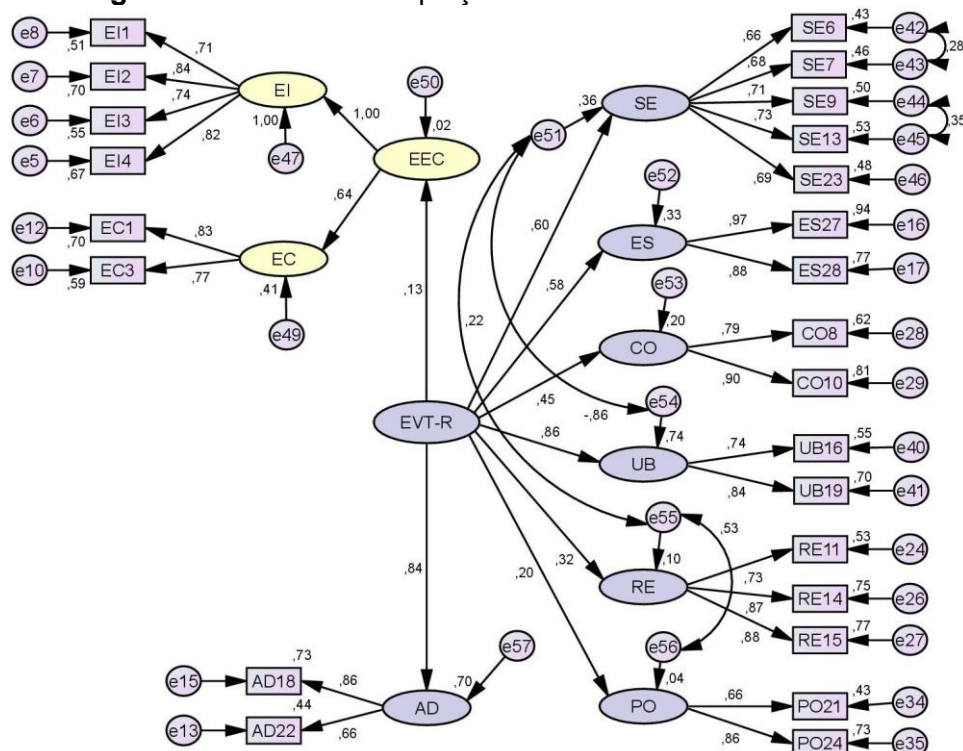 e8
,51
EI1
,71
e7
,70
EI2
,84
e6
,55
EI3
,74
e5
,67
EI4
,82
EI
1,00
e47
1,00
e50
,02
EEC
,64
e12
,70
EC1
,83
e10
,59
EC3
,77
EC
,41
e49
,13
EVT-R
,84
e15
AD18
,73
,86
e13
AD22
,44
,66
AD
,70
e57
e51
,36
SE
,60
,66
SE6
,43
e42
,28
,68
SE7
,46
e43
,71
SE9
,50
e44
,35
,73
SE13
,53
e45
,69
SE23
,48
e46
e52
,33
ES
,58
,97
ES27
,94
e16
,88
ES28
,77
e17
e53
,20
CO
,45
,79
CO8
,62
e28
,90
CO10
,81
e29
,22
-,86
e54
,74
UB
,86
,74
UB16
,55
e40
,84
UB19
,70
e41
e55
,10
RE
,32
,53
,73
RE11
,53
e24
,87
RE14
,75
e26
,88
RE15
,77
e27
e56
,04
PO
,20
,66
PO21
,43
e34
,86
PO24
,73
e35